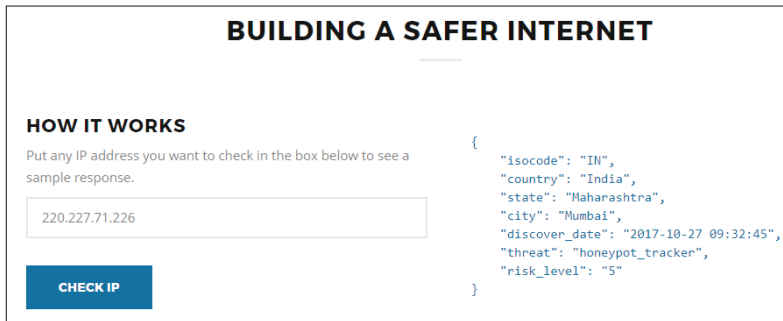 BUILDING A SAFER INTERNET
HOW IT WORKS
Put any IP address you want to check in the box below to see a
sample response.
220.227.71.226
CHECK IP
{
"isocode": "IN",
"country": "India",
"state": "Maharashtra",
"city": "Mumbai",
"discover_date": "2017-10-27 09:32:45",
"threat": "honeypot_tracker",
"risk_level": "5"
}